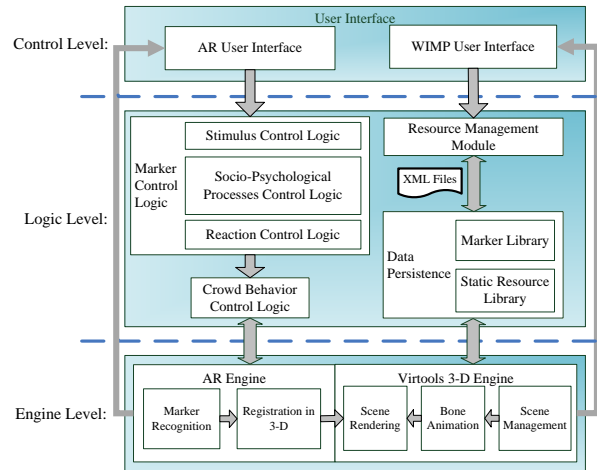 User Interface
Control Level:
AR User Interface
WIMP User Interface
Logic Level:
Marker
Control
Logic
Stimulus Control Logic
Socio-Psychological
Processes Control Logic
Reaction Control Logic
Crowd Behavior
Control Logic
Resource Management
Module
XML Files
Data
Persistence
Marker Library
Static Resource
Library
Engine Level:
AR Engine
Marker
Recognition
Registration in
3-D
Virtools 3-D Engine
Scene
Rendering
Bone
Animation
Scene
Management